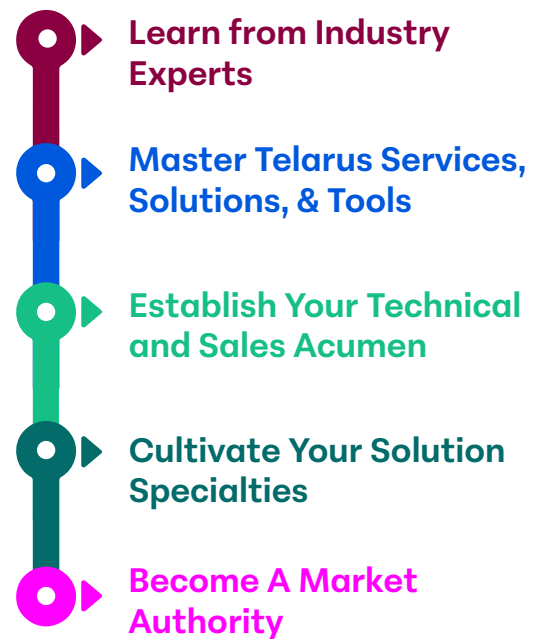 Learn from Industry
Experts
Master Telarus Services,
Solutions, & Tools
Establish Your Technical
and Sales Acumen
Cultivate Your Solution
Specialties
Become A Market
Authority